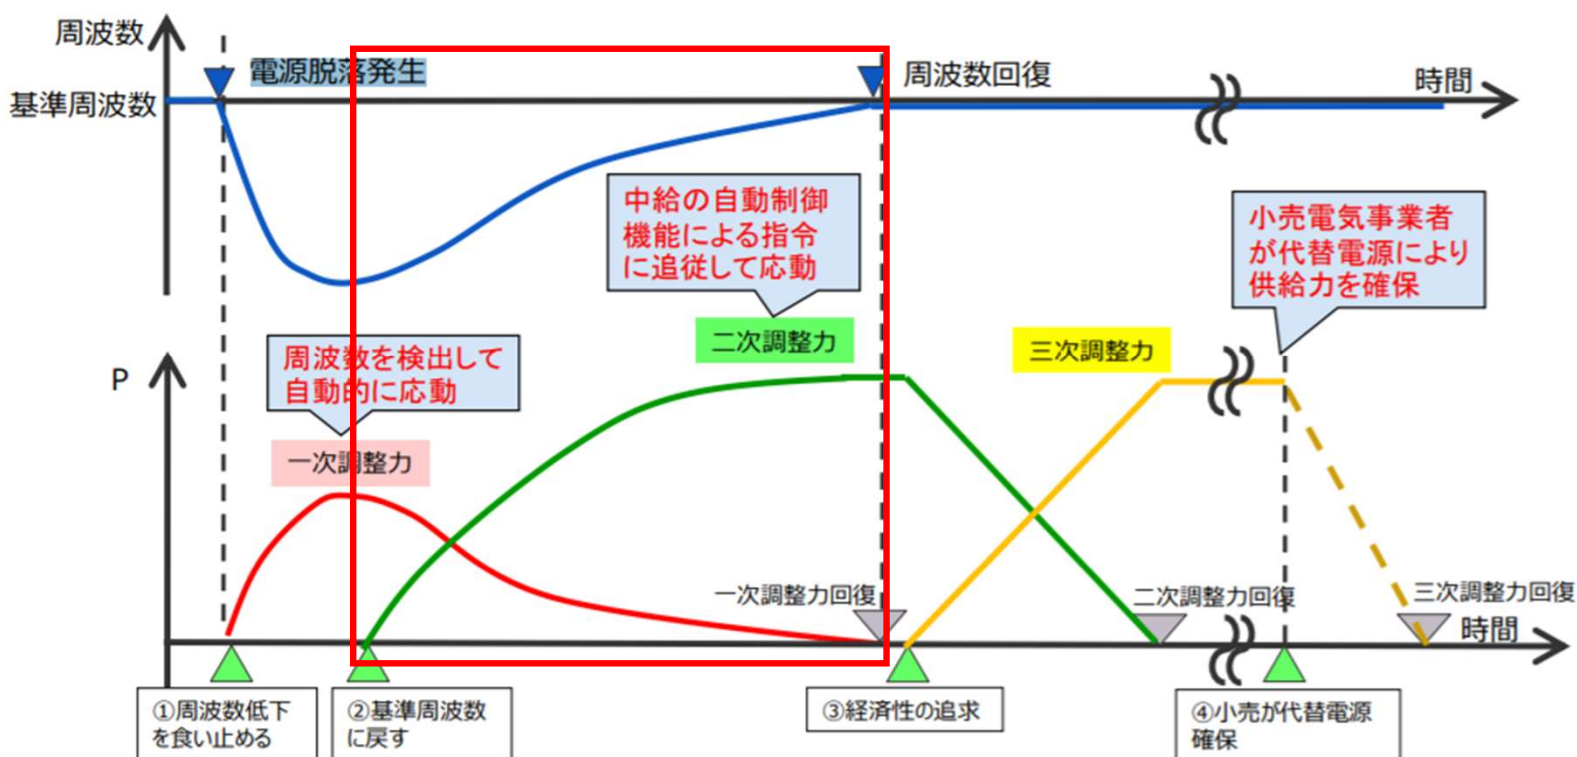 周波数
電源脱落発生
周波数回復
時間
基準周波数
中給の自動制御
機能による指令
に追従して応動
小売電気事業者
が代替電源により
供給力を確保
二次調整力
三次調整力
周波数を検出して
自動的に応動
P
一次調整力
一次調整力回復
二次調整力回復
三次調整力回復
時間
①周波数低下
を食い止める
②基準周波数
に戻す
③経済性の追求
④小売が代替電源
確保